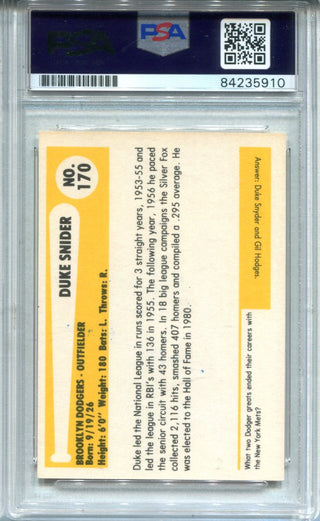 PSA
PSA
84235910
NO.
170
DUKE SNIDER
BROOKLYN DODGERS - OUTFIELDER
Born: 9/19/26
Height: 6'0" Weight: 180 Bats: L. Throws: R.
Duke led the National League in runs scored for 3 straight years, 1953-55 and
led the league in RBI's with 136 in 1955. The following year, 1956 he paced
the senior circuit with 43 homers. In 18 big league campaigns the Silver Fox
collected 2,116 hits, smashed 407 homers and compiled a .295 average. He
was elected to the Hall of Fame in 1980.
What two Dodger greats ended their careers with
the New York Mets?
Answer: Duke Snyder and Gil Hodges.